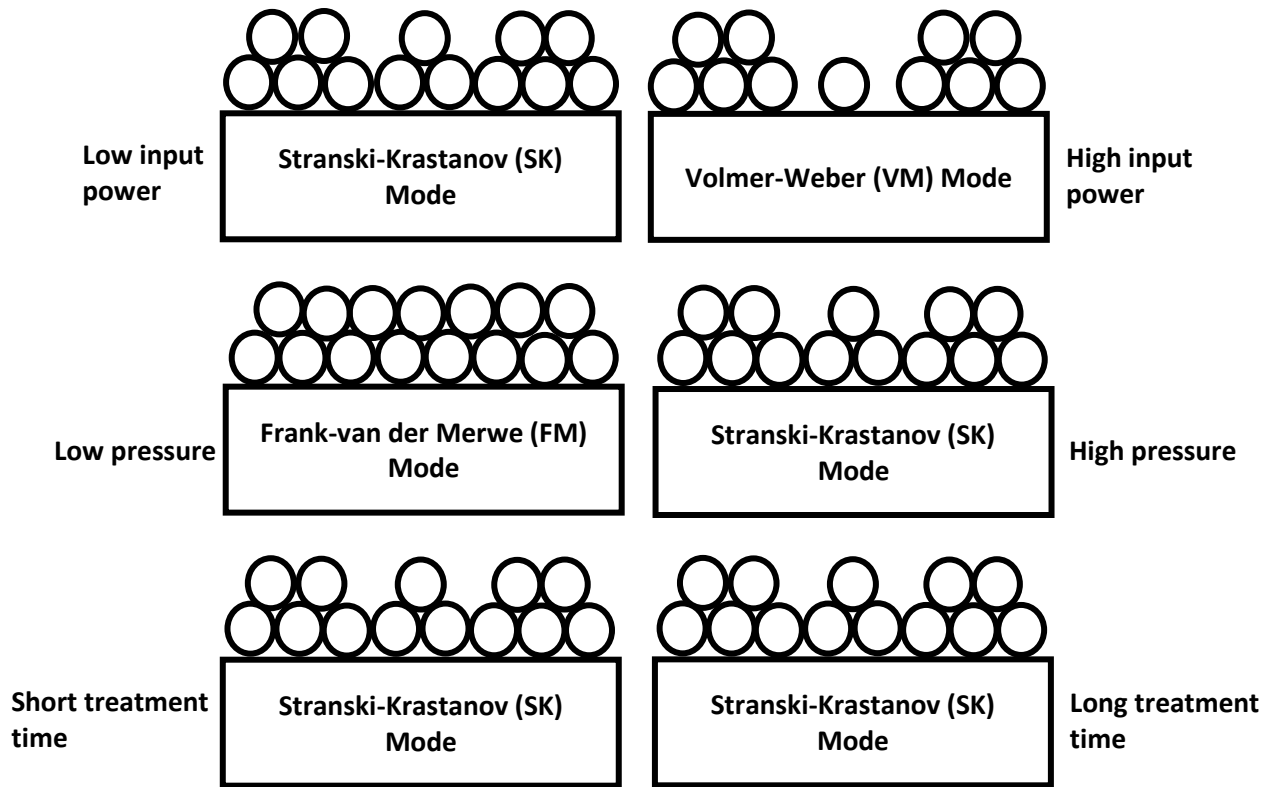 Low input
power
Stranski-Krastanov (SK)
Mode
Volmer-Weber (VM) Mode
High input
power
Low pressure
Frank-van der Merwe (FM)
Mode
Stranski-Krastanov (SK)
Mode
High pressure
Short treatment
time
Stranski-Krastanov (SK)
Mode
Stranski-Krastanov (SK)
Mode
Long treatment
time